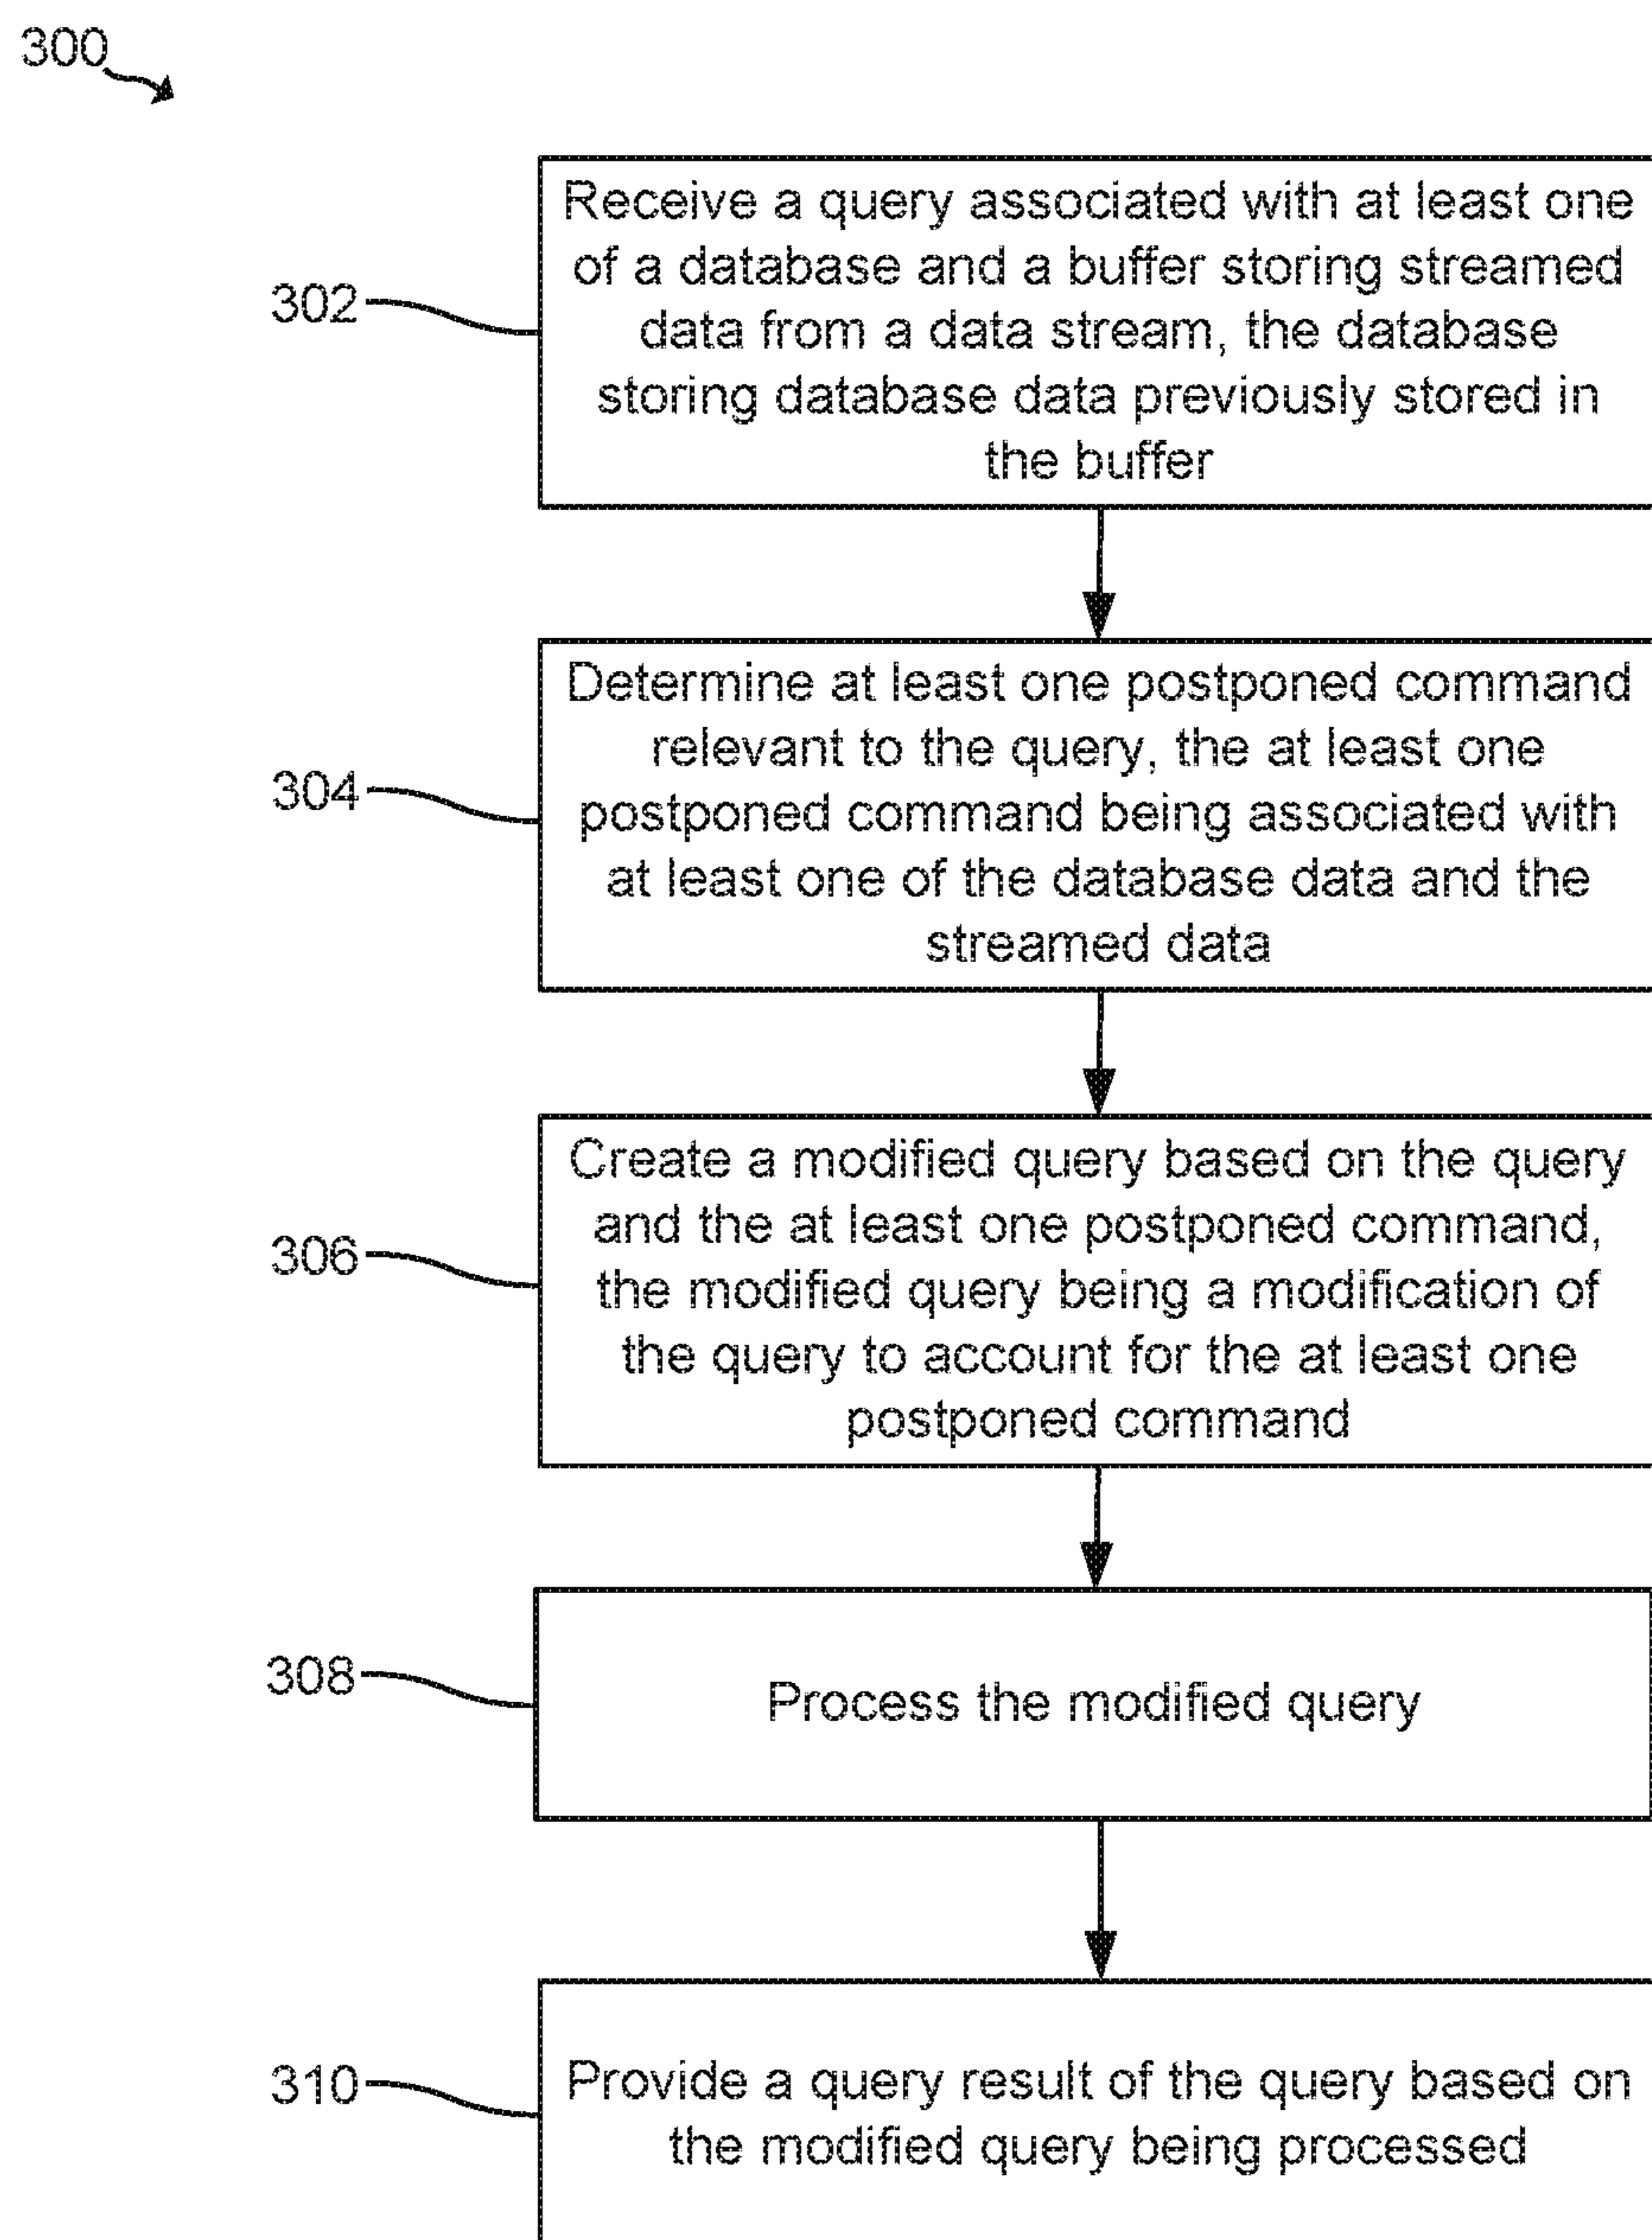 300
302
Receive a query associated with at least one
of a database and a buffer storing streamed
data from a data stream, the database
storing database data previously stored in
the buffer
304
Determine at least one postponed command
relevant to the query, the at least one
postponed command being associated with
at least one of the database data and the
streamed data
306
Create a modified query based on the query
and the at least one postponed command,
the modified query being a modification of
the query to account for the at least one
postponed command
308
Process the modified query
310
Provide a query result of the query based on
the modified query being processed